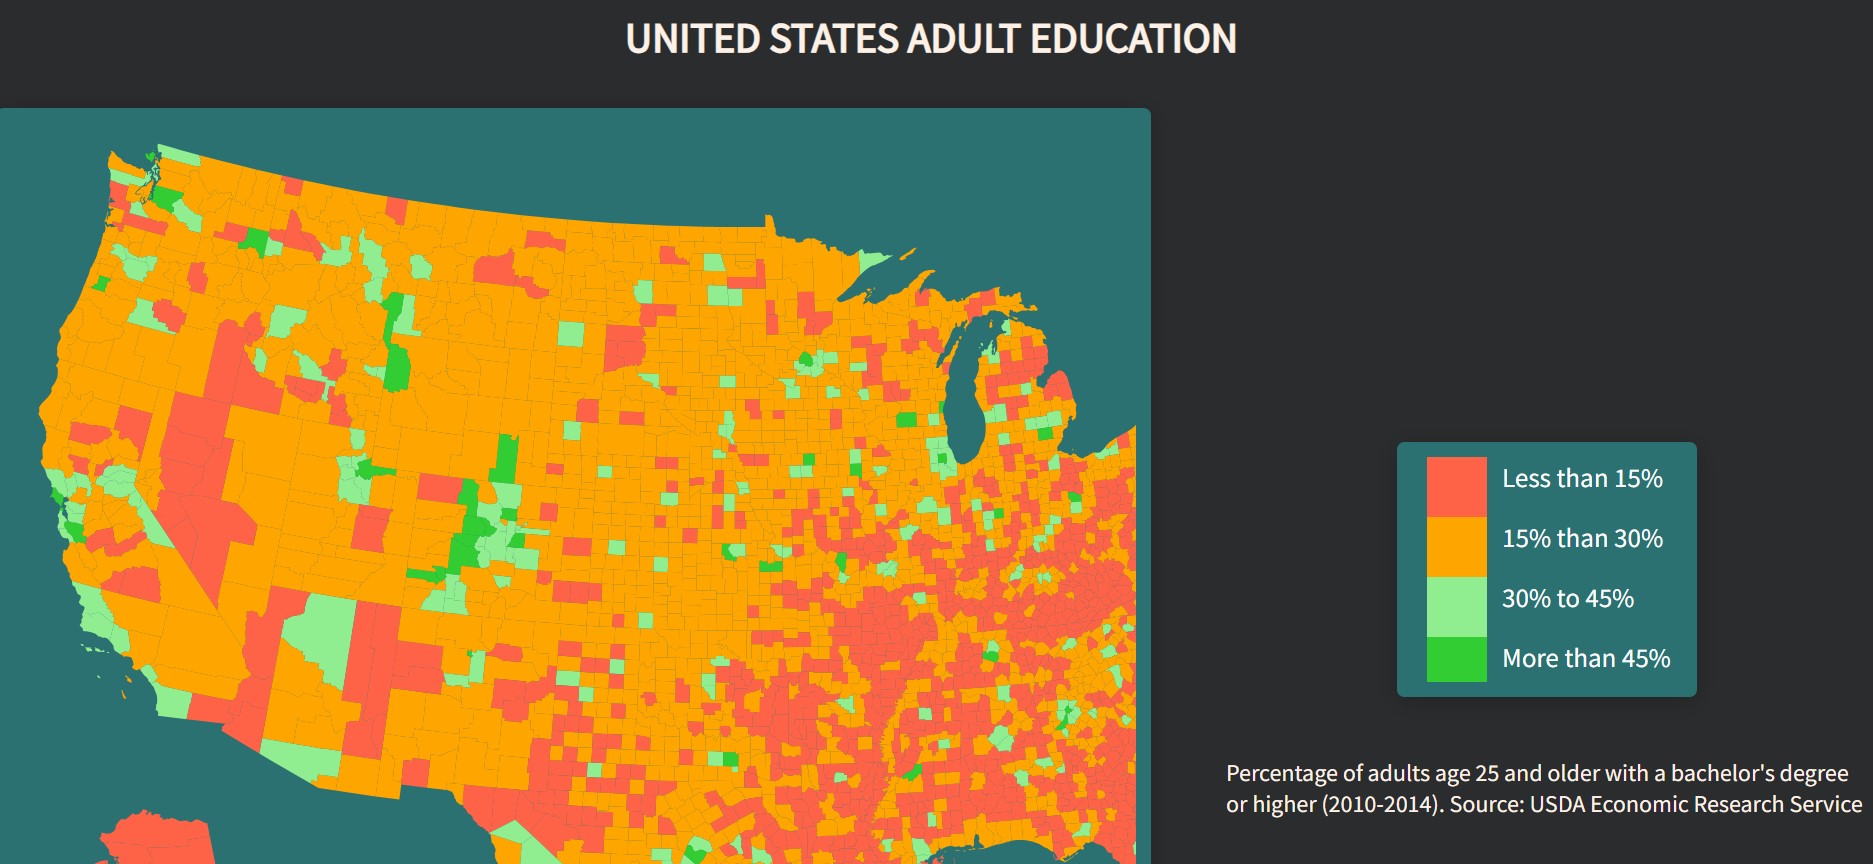 UNITED STATES ADULT EDUCATION
Less than 15%
15% than 30%
30% to 45%
More than 45%
Percentage of adults age 25 and older with a bachelor's degree
or higher (2010-2014). Source: USDA Economic Research Service